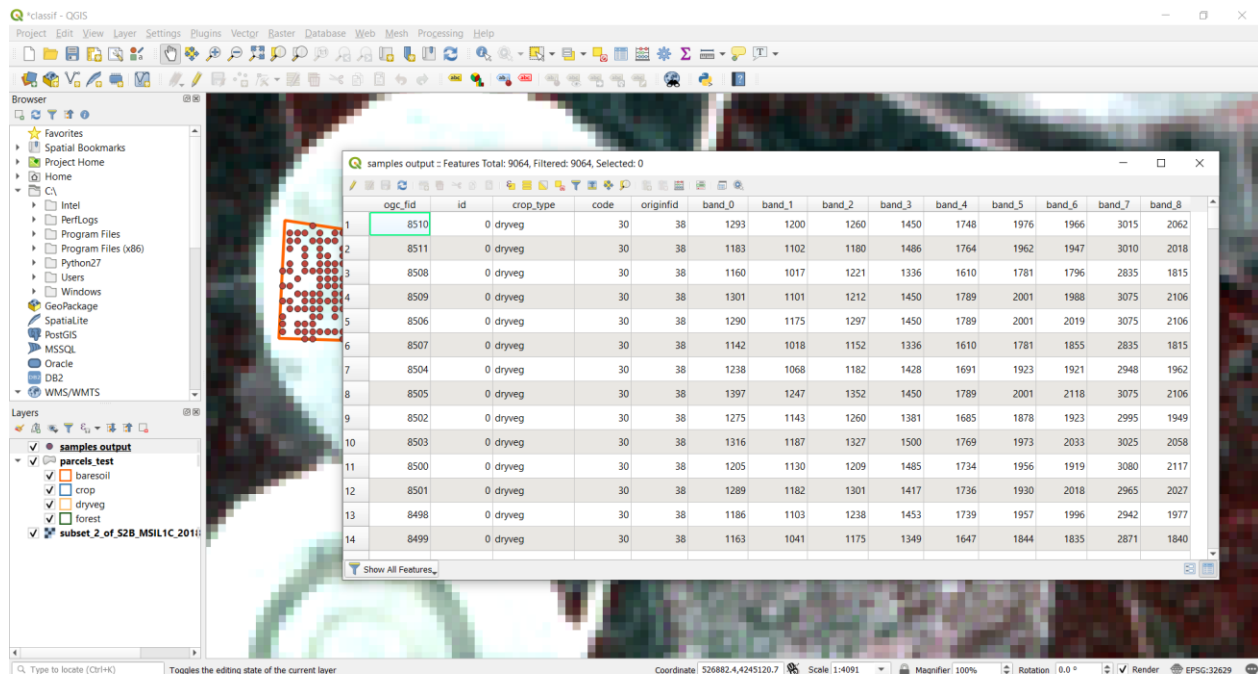 *classif - QGIS
Project Edit View Layer Settings Plugins Vector Raster Database Web Mesh Processing Help
Browser
Favorites
Spatial Bookmarks
Project Home
Home
C:\
Intel
PerfLogs
Program Files
Program Files (x86)
Python27
Users
Windows
GeoPackage
SpatiaLite
PostGIS
MSSQL
Oracle
DB2
WMS/WMTS
Layers
samples output
parcels_test
baresoil
crop
dryveg
forest
subset_2_of_S2B_MSIL1C_2018
samples output :: Features Total: 9064, Filtered: 9064, Selected: 0
ogc_fid id crop_type code originfid band_0 band_1 band_2 band_3 band_4 band_5 band_6 band_7 band_8
1 8510 0 dryveg 30 38 1293 1200 1260 1450 1748 1976 1966 3015 2062
2 8511 0 dryveg 30 38 1183 1102 1180 1486 1764 1962 1947 3010 2018
3 8508 0 dryveg 30 38 1160 1017 1221 1336 1610 1781 1796 2835 1815
4 8509 0 dryveg 30 38 1301 1101 1212 1450 1789 2001 1988 3075 2106
5 8506 0 dryveg 30 38 1290 1175 1297 1450 1789 2001 2019 3075 2106
6 8507 0 dryveg 30 38 1142 1018 1152 1336 1610 1781 1855 2835 1815
7 8504 0 dryveg 30 38 1238 1068 1182 1428 1691 1923 1921 2948 1962
8 8505 0 dryveg 30 38 1397 1247 1352 1450 1789 2001 2118 3075 2106
9 8502 0 dryveg 30 38 1275 1143 1260 1381 1685 1878 1923 2995 1949
10 8503 0 dryveg 30 38 1316 1187 1327 1500 1769 1973 2033 3025 2058
11 8500 0 dryveg 30 38 1205 1130 1209 1485 1734 1956 1919 3080 2117
12 8501 0 dryveg 30 38 1289 1182 1301 1417 1736 1930 2018 2965 2027
13 8498 0 dryveg 30 38 1186 1103 1238 1453 1739 1957 1996 2942 1977
14 8499 0 dryveg 30 38 1163 1041 1175 1349 1647 1844 1835 2871 1840
Show All Features
Type to locate (Ctrl+K) Toggles the editing state of the current layer Coordinate 526882.4,4245120.7 Scale 1:4091 Magnifier 100% Rotation 0.0 ° Render EPSG:32629